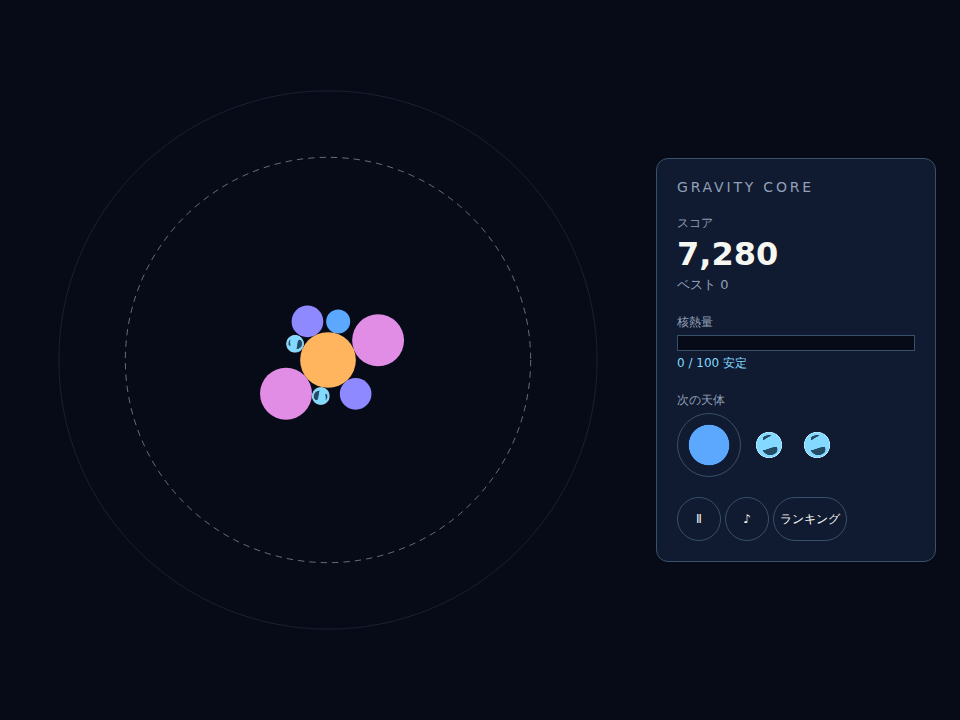 GRAVITY CORE
スコア
7,280
ベスト 0
核熱量
0 / 100 安定
次の天体
Ⅱ ♪ ランキング